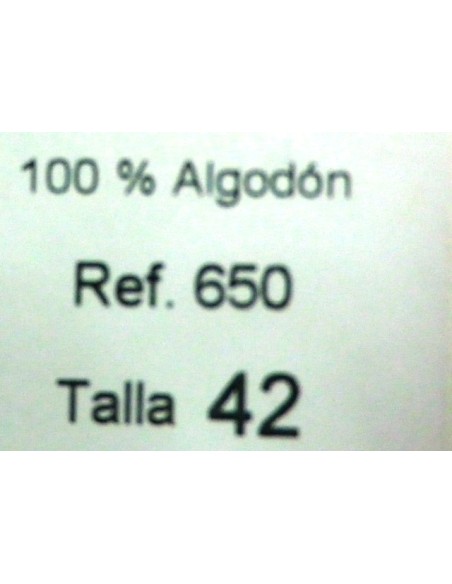 100 % Algodón
Ref. 650
Talla 42